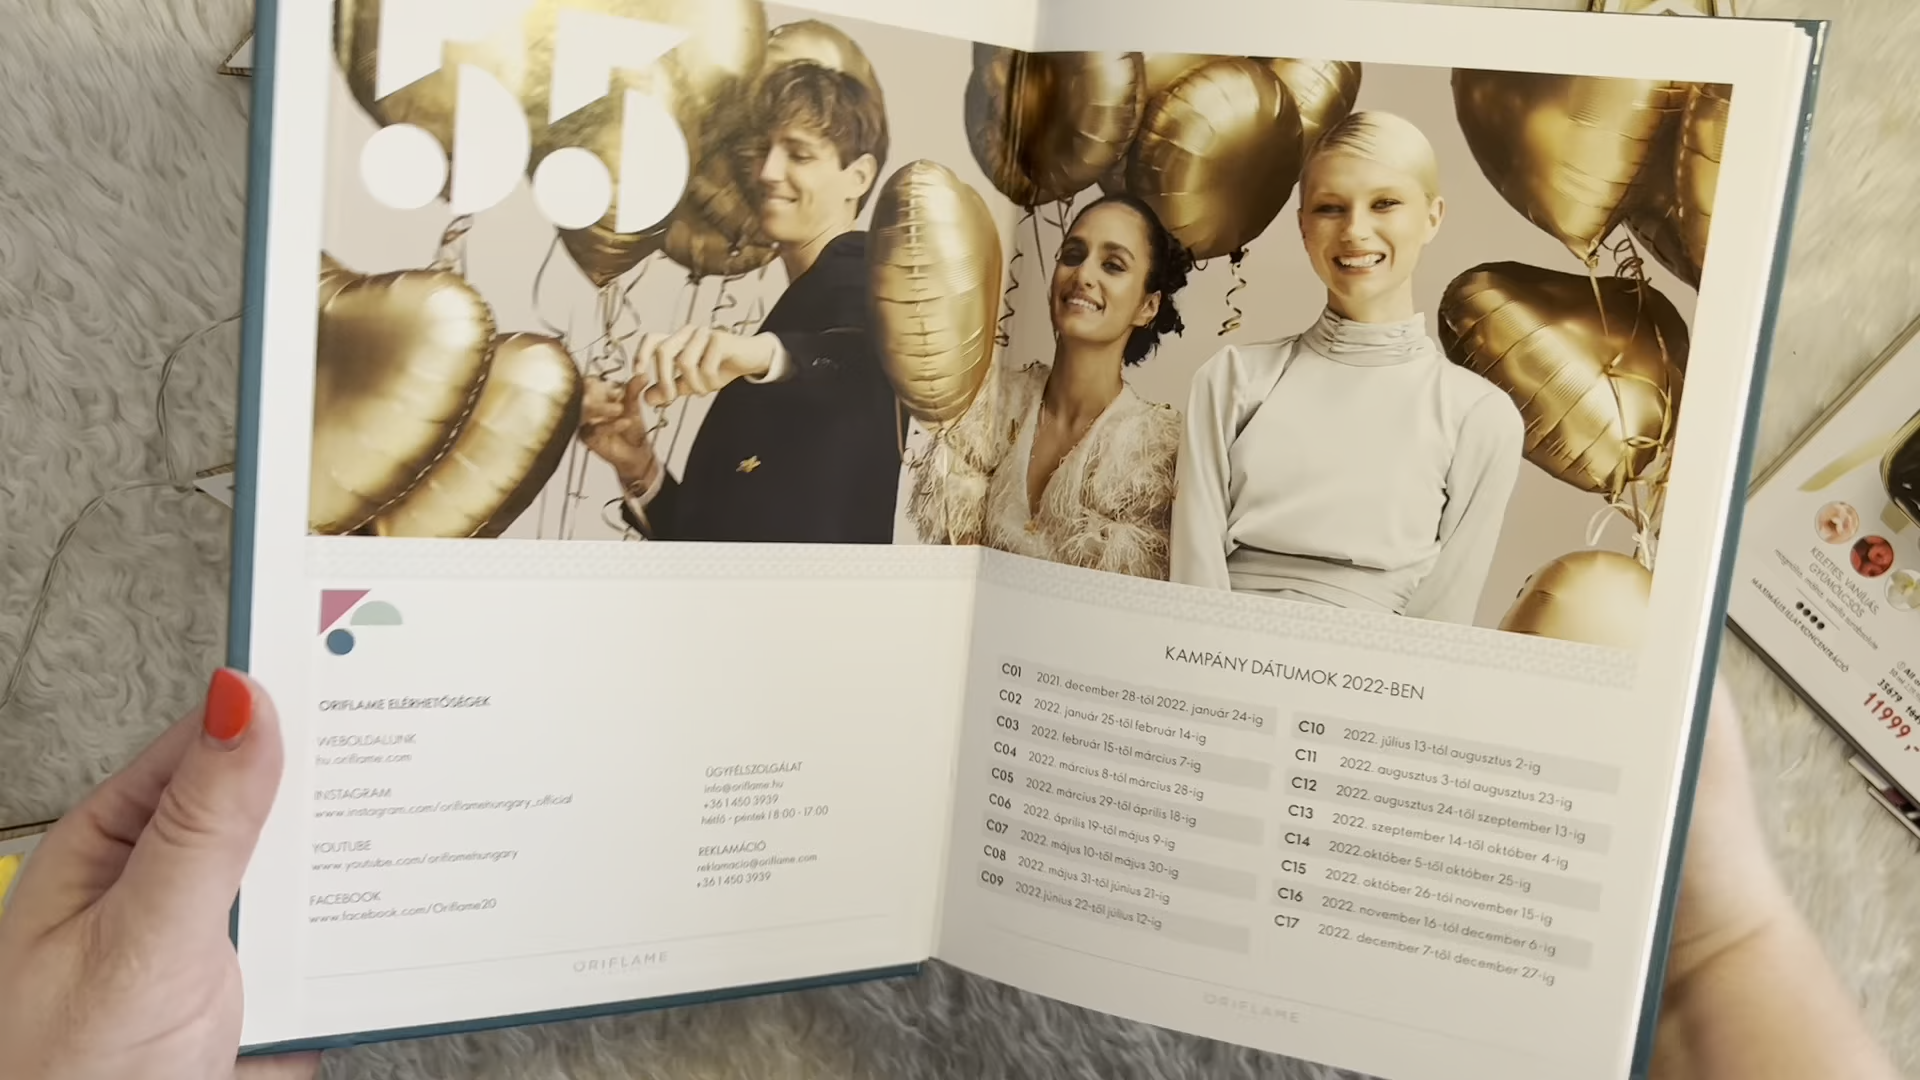 55
ORIFLAME ELÉRHETŐSÉGEK
WEBOLDALUNK
hu.oriflame.com
INSTAGRAM
www.instagram.com/oriflamehungary_official
YOUTUBE
www.youtube.com/oriflamehungary
FACEBOOK
www.facebook.com/Oriflame20
ÜGYFÉLSZOLGÁLAT
info@oriflame.hu
+36 1 450 3939
hétfő - péntek | 8:00 - 17:00
REKLAMÁCIÓ
reklamacio@oriflame.com
+36 1 450 3939
ORIFLAME
KAMPÁNY DÁTUMOK 2022-BEN
C01 2021. december 28-tól 2022. január 24-ig
C02 2022. január 25-től február 14-ig
C03 2022. február 15-től március 7-ig
C04 2022. március 8-tól március 28-ig
C05 2022. március 29-től április 18-ig
C06 2022. április 19-től május 9-ig
C07 2022. május 10-től május 30-ig
C08 2022. május 31-től június 21-ig
C09 2022.június 22-től július 12-ig
C10 2022. július 13-tól augusztus 2-ig
C11 2022. augusztus 3-tól augusztus 23-ig
C12 2022. augusztus 24-től szeptember 13-ig
C13 2022. szeptember 14-től október 4-ig
C14 2022.október 5-től október 25-ig
C15 2022. október 26-tól november 15-ig
C16 2022. november 16-tól december 6-ig
C17 2022. december 7-től december 27-ig
ORIFLAME
KELETIES, VANÍLIÁS,
GYÜMÖLCSÖS
MAXIMÁLIS ILLATKONCENTRÁCIÓ
35679
11999,-